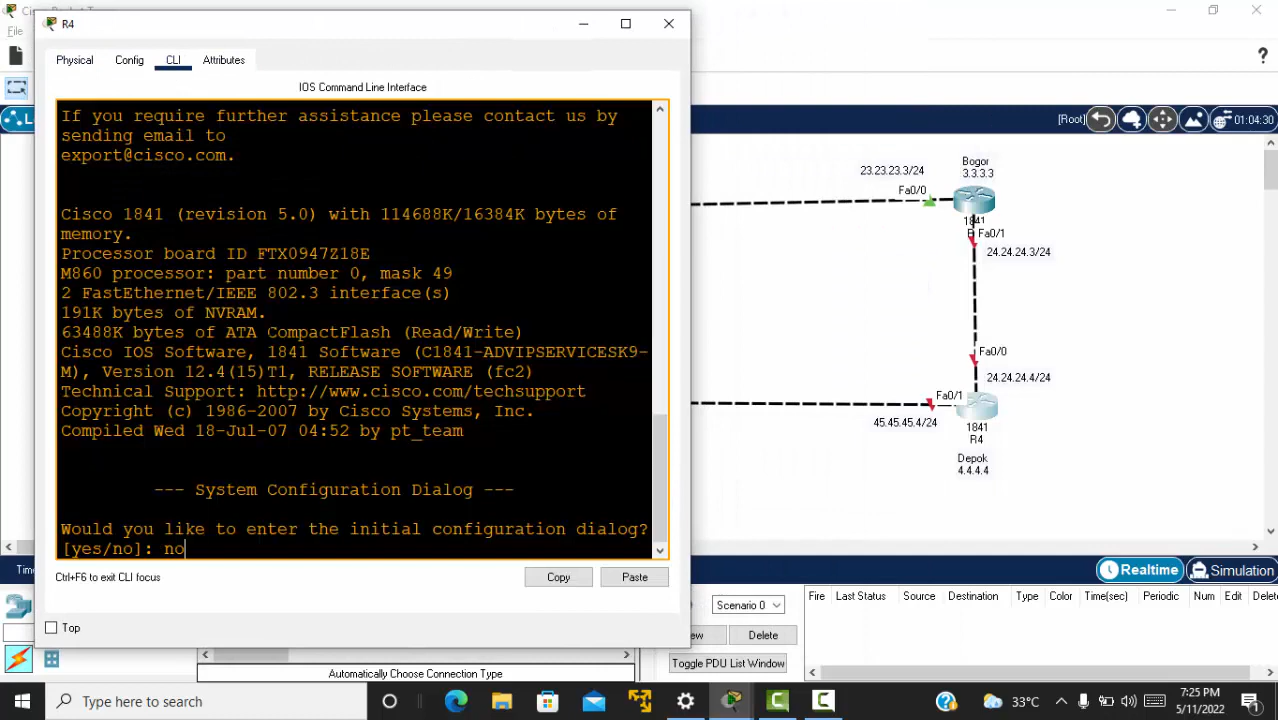 R4
File
Physical
Config
CLI
Attributes
IOS Command Line Interface
If you require further assistance please contact us by
sending email to
export@cisco.com.
Cisco 1841 (revision 5.0) with 114688K/16384K bytes of
memory.
Processor board ID FTX0947Z18E
M860 processor: part number 0, mask 49
2 FastEthernet/IEEE 802.3 interface(s)
191K bytes of NVRAM.
63488K bytes of ATA CompactFlash (Read/Write)
Cisco IOS Software, 1841 Software (C1841-ADVIPSERVICESK9-
M), Version 12.4(15)T1, RELEASE SOFTWARE (fc2)
Technical Support: http://www.cisco.com/techsupport
Copyright (c) 1986-2007 by Cisco Systems, Inc.
Compiled Wed 18-Jul-07 04:52 by pt_team
--- System Configuration Dialog ---
Would you like to enter the initial configuration dialog?
[yes/no]: no
Ctrl+F6 to exit CLI focus
Copy
Paste
Top
[Root]
01:04:30
Bogor
3.3.3.3
23.23.23.3/24
Fa0/0
1841
Fa0/1
24.24.24.3/24
Fa0/0
24.24.24.4/24
Fa0/1
45.45.45.4/24
1841
R4
Depok
4.4.4.4
Realtime
Simulation
Scenario 0
Delete
Toggle PDU List Window
Fire
Last Status
Source
Destination
Type
Color
Time(sec)
Periodic
Num
Edit
Automatically Choose Connection Type
Type here to search
33°C
7:25 PM
5/11/2022